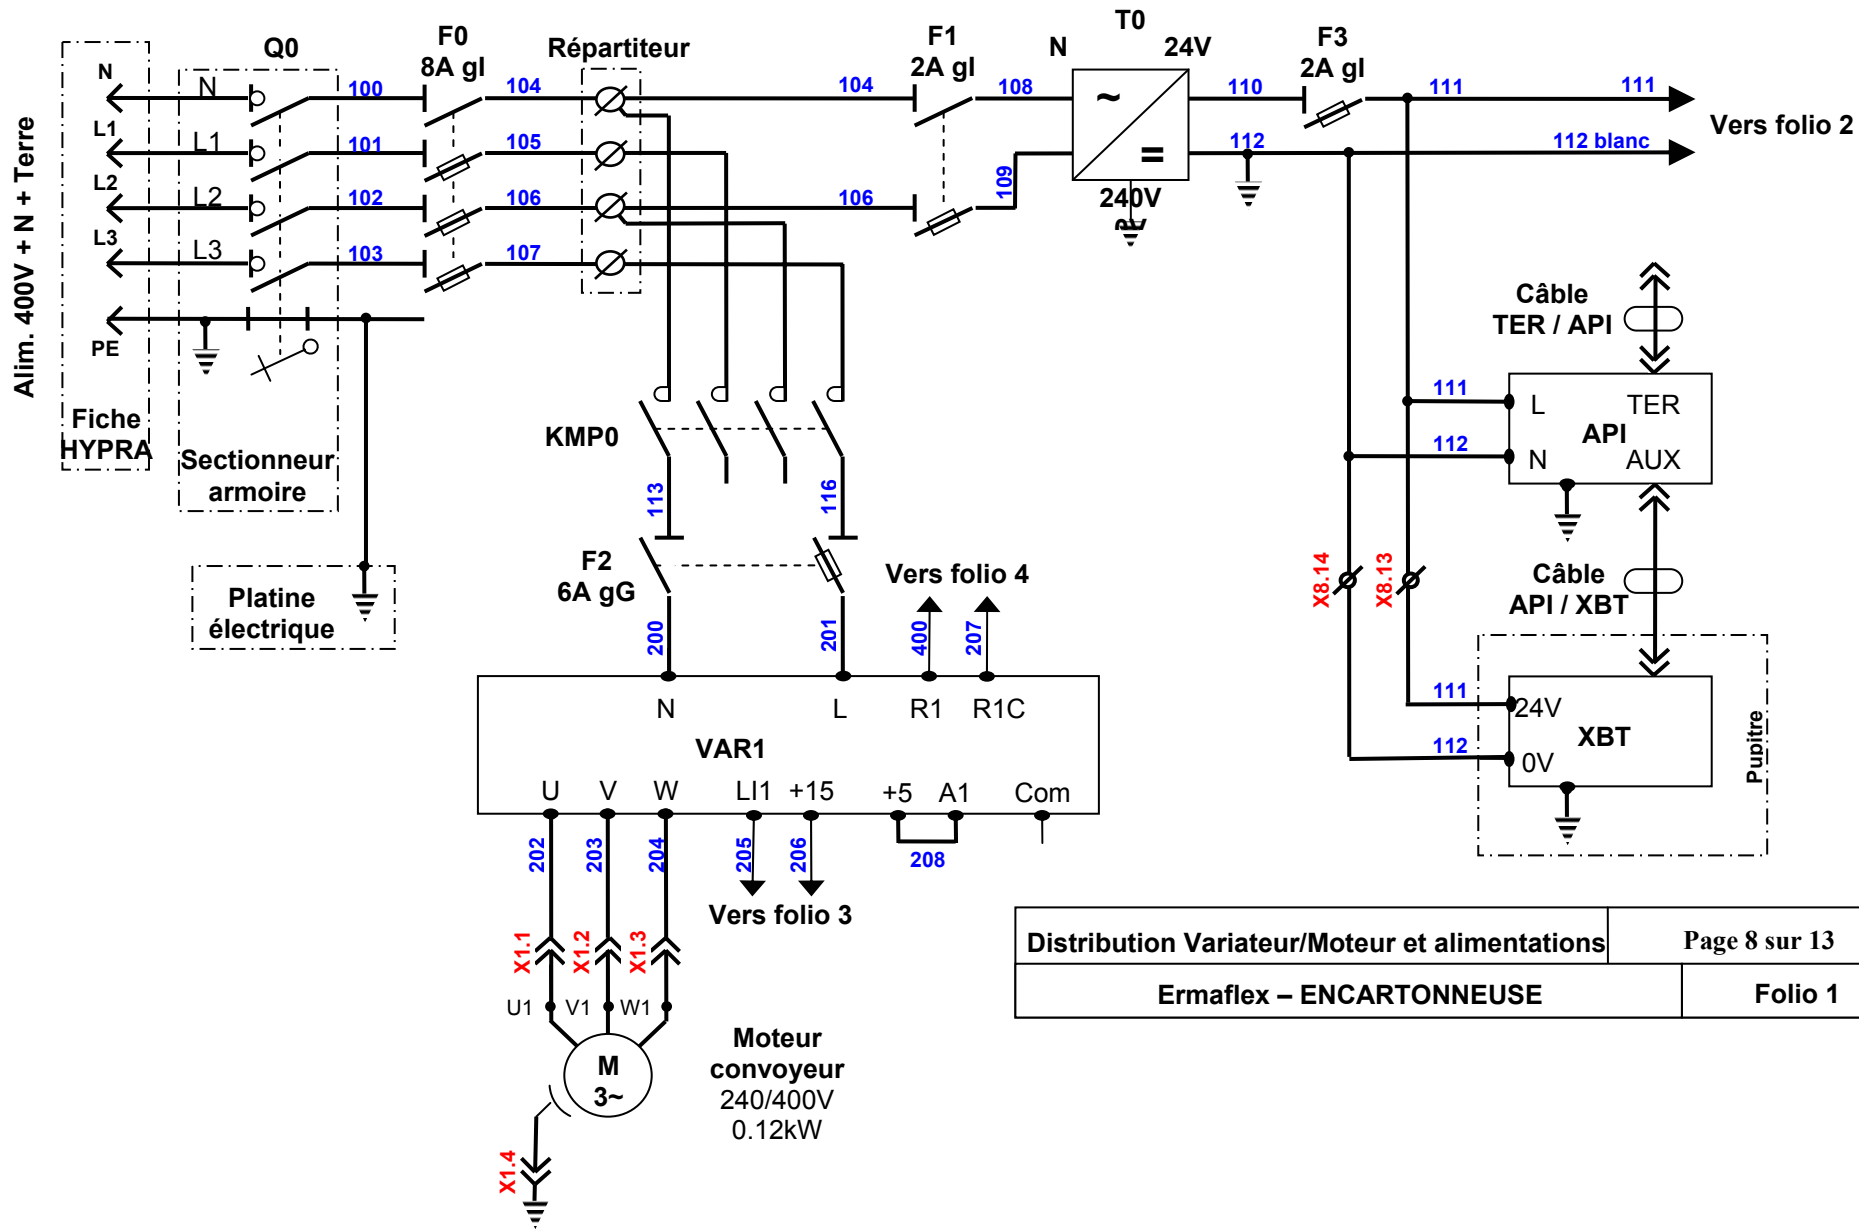 Alim. 400V + N + Terre
N
L1
L2
L3
PE
Fiche
HYPRA
Q0
N
L1
L2
L3
Sectionneur
armoire
100
101
102
103
F0
8A gl
104
105
106
107
Répartiteur
104
106
F1
2A gl
108
109
T0
N
24V
~
=
240V
110
112
F3
2A gl
111
111
112 blanc
Vers folio 2
Platine
électrique
KMP0
113
116
F2
6A gG
200
201
Vers folio 4
400
207
N
L
R1
R1C
VAR1
U
V
W
LI1
+15
+5
A1
Com
202
203
204
205
206
208
Vers folio 3
X1.1
X1.2
X1.3
U1
V1
W1
M
3~
X1.4
Moteur
convoyeur
240/400V
0.12kW
Câble
TER / API
111
112
L
TER
API
N
AUX
X8.14
X8.13
Câble
API / XBT
111
112
24V
XBT
0V
Pupitre
Distribution Variateur/Moteur et alimentations
Page 8 sur 13
Ermaflex – ENCARTONNEUSE
Folio 1